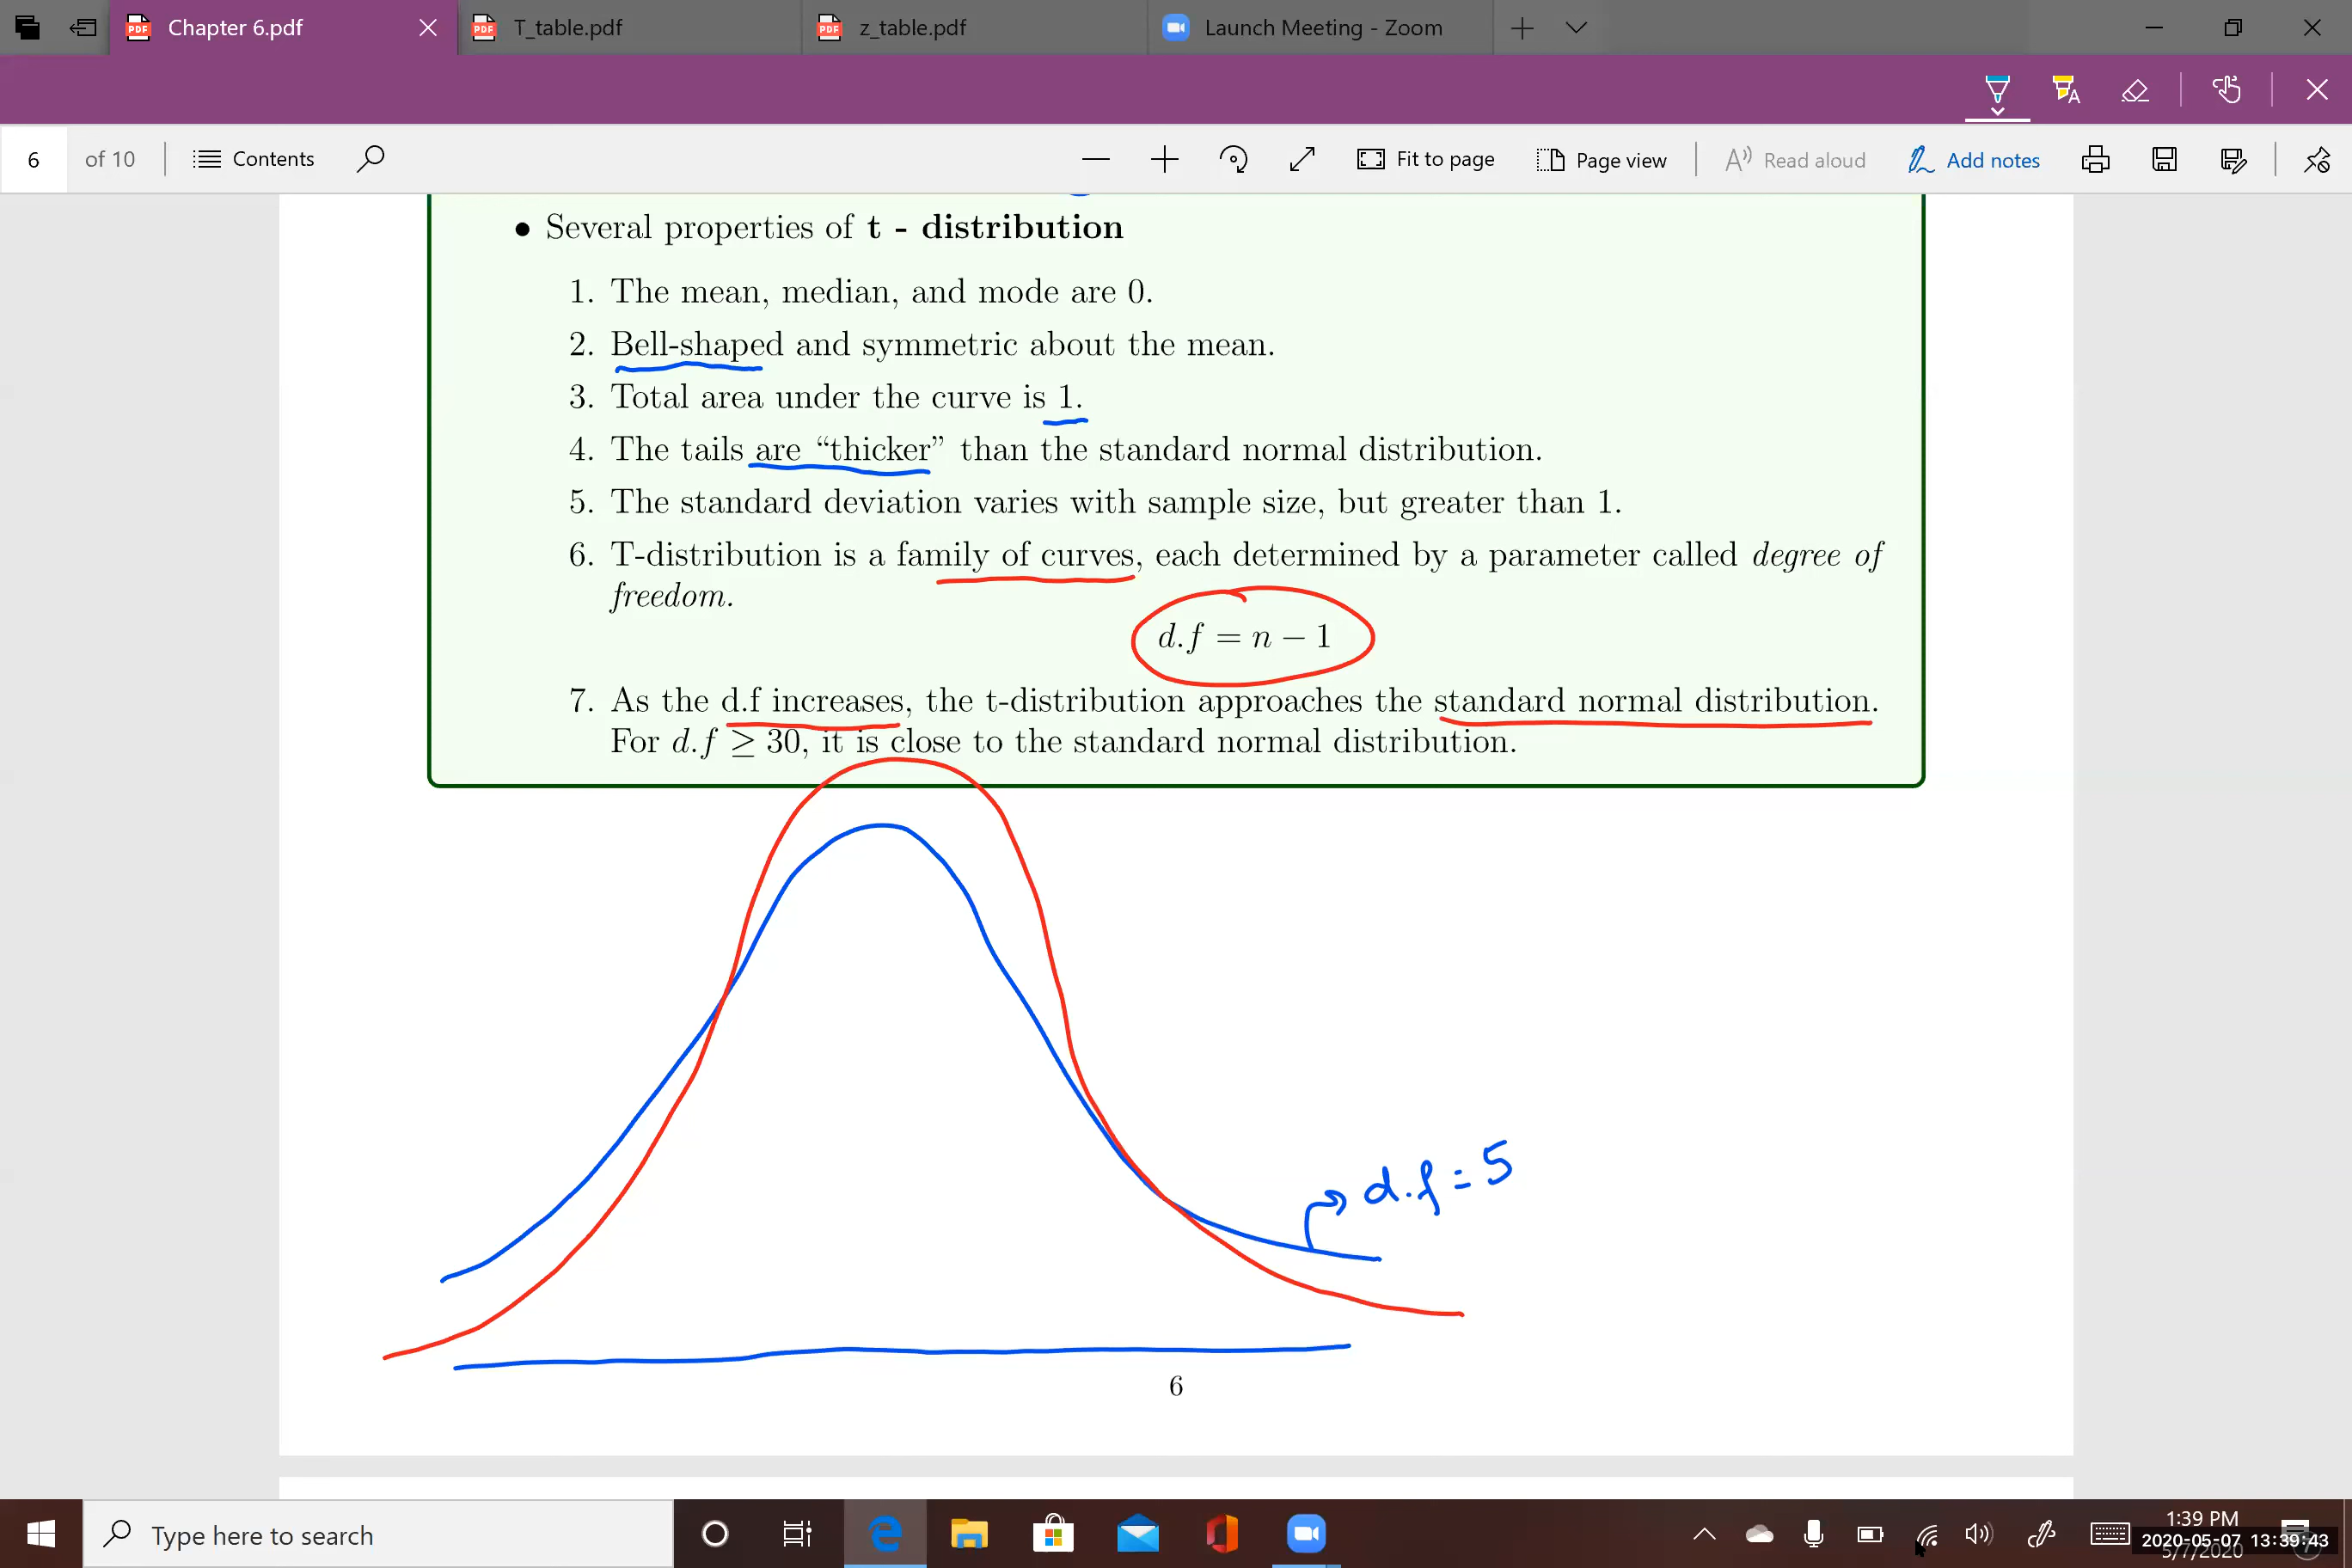 Chapter 6.pdf
T_table.pdf
z_table.pdf
Launch Meeting - Zoom
6 of 10
Contents
Fit to page
Page view
Read aloud
Add notes
• Several properties of t - distribution
1. The mean, median, and mode are 0.
2. Bell-shaped and symmetric about the mean.
3. Total area under the curve is 1.
4. The tails are “thicker” than the standard normal distribution.
5. The standard deviation varies with sample size, but greater than 1.
6. T-distribution is a family of curves, each determined by a parameter called degree of
freedom.
d.f = n − 1
7. As the d.f increases, the t-distribution approaches the standard normal distribution.
For d.f ≥ 30, it is close to the standard normal distribution.
d.f = 5
6
Type here to search
1:39 PM
2020-05-07 13:39:43
5/7/2020